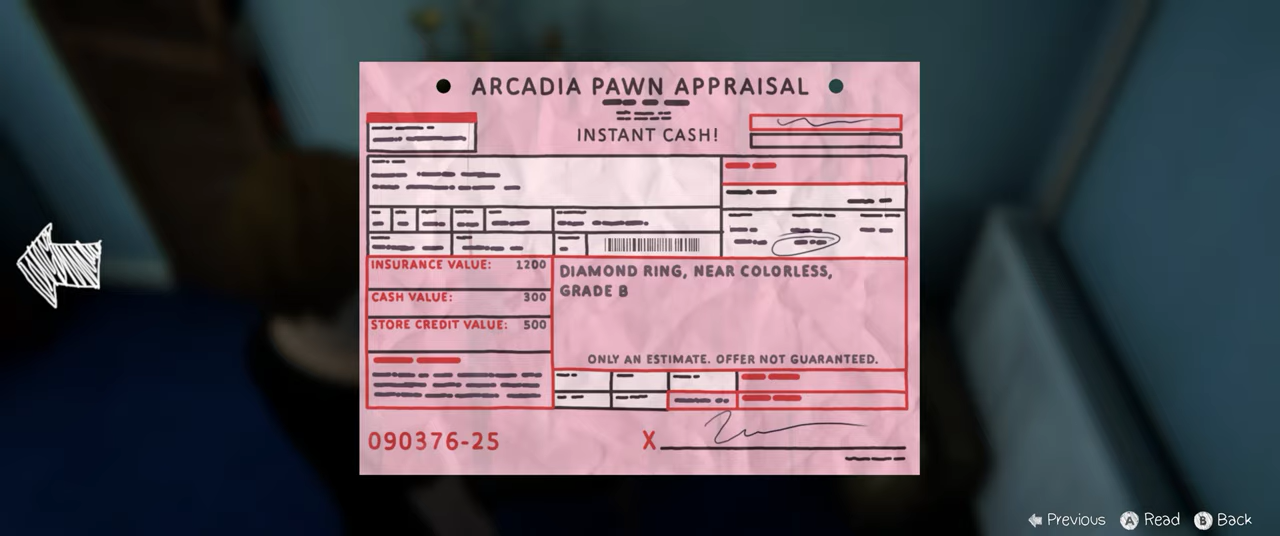 ARCADIA PAWN APPRAISAL
INSTANT CASH!
INSURANCE VALUE: 1200
CASH VALUE: 300
STORE CREDIT VALUE: 500
DIAMOND RING, NEAR COLORLESS,
GRADE B
ONLY AN ESTIMATE. OFFER NOT GUARANTEED.
090376-25
X
Previous
A Read
B Back